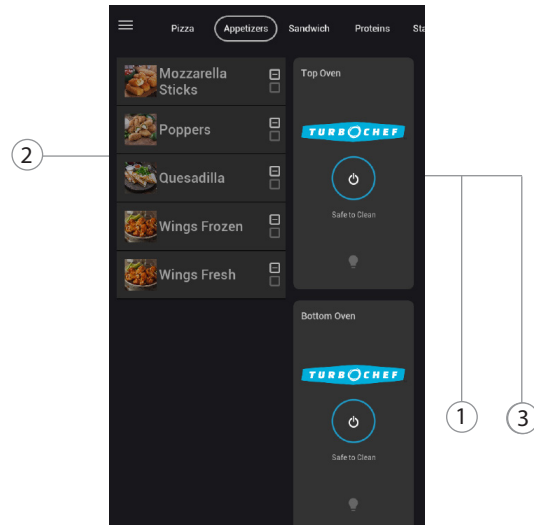 Pizza
Appetizers
Sandwich
Proteins
Sta
Mozzarella
Sticks
Poppers
Quesadilla
Wings Frozen
Wings Fresh
Top Oven
TURBOCHEF
Safe to Clean
Bottom Oven
TURBOCHEF
Safe to Clean
2
1
3